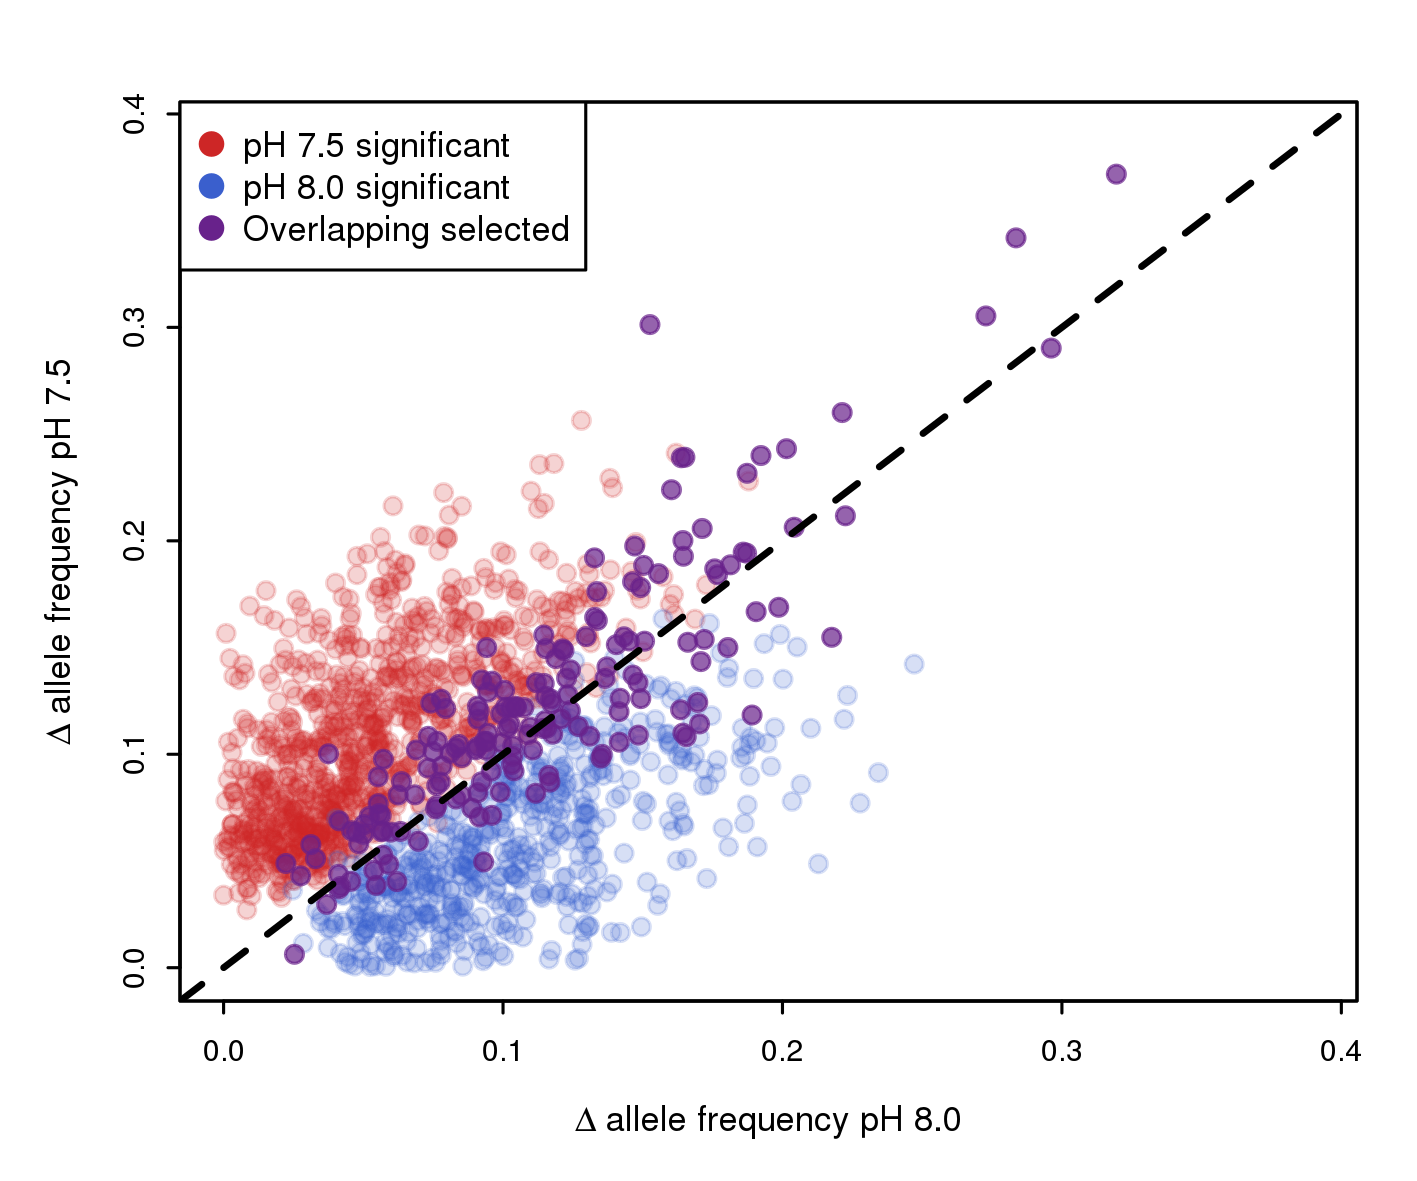 pH 7.5 significant
pH 8.0 significant
Overlapping selected
Δ allele frequency pH 7.5
0.4
0.3
0.2
0.1
0.0
0.0 0.1 0.2 0.3 0.4
Δ allele frequency pH 8.0